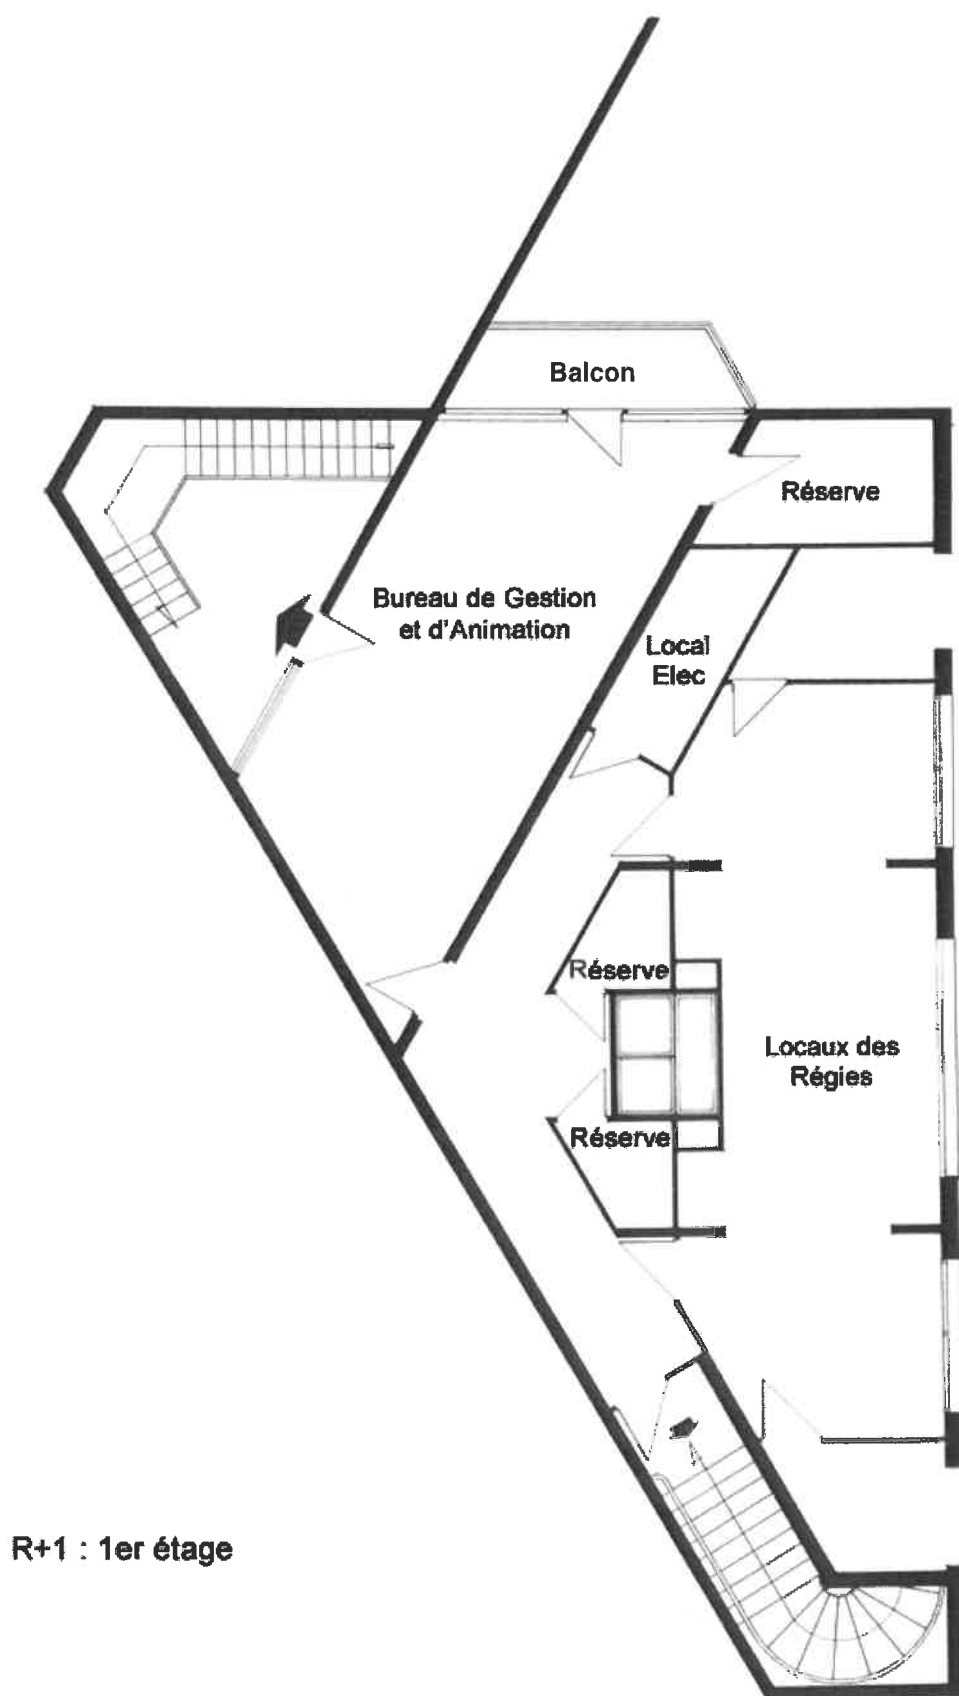 Balcon
Réserve
Bureau de Gestion
et d'Animation
Local
Elec
Réserve
Locaux des
Régies
Réserve
R+1 : 1er étage